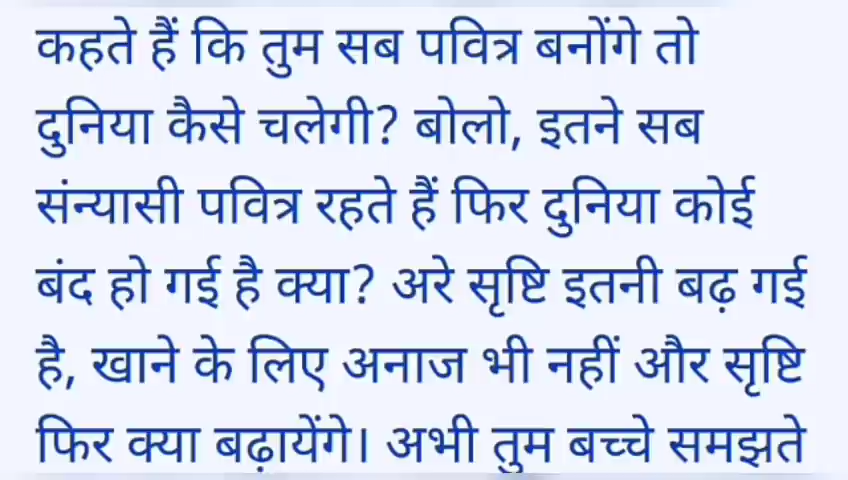 कहते हैं कि तुम सब पवित्र बनोंगे तो
दुनिया कैसे चलेगी? बोलो, इतने सब
संन्यासी पवित्र रहते हैं फिर दुनिया कोई
बंद हो गई है क्या? अरे सृष्टि इतनी बढ़ गई
है, खाने के लिए अनाज भी नहीं और सृष्टि
फिर क्या बढ़ायेंगे। अभी तुम बच्चे समझते